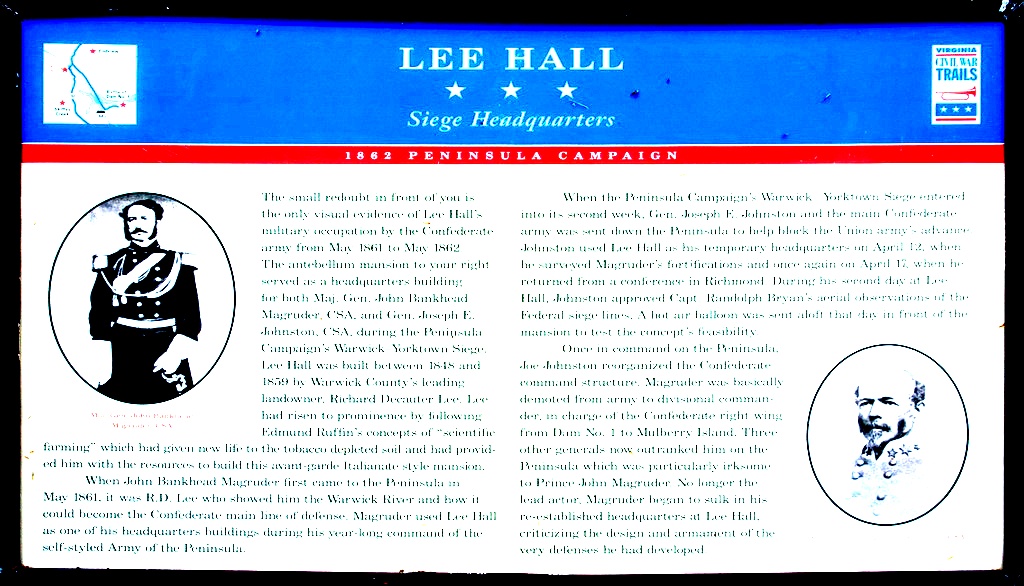 LEE HALL
Siege Headquarters
VIRGINIA
CIVIL WAR
TRAILS
1862 PENINSULA CAMPAIGN
The small redoubt in front of you is
the only visual evidence of Lee Hall's
military occupation by the Confederate
army from May 1861 to May 1862
The antebellum mansion to your right
served as a headquarters building
for both Maj. Gen. John Bankhead
Magruder, CSA, and Gen. Joseph E.
Johnston, CSA, during the Peninsula
Campaign's Warwick Yorktown Siege.
Lee Hall was built between 1848 and
1859 by Warwick County's leading
landowner, Richard Decauter Lee. Lee
had risen to prominence by following
Edmund Ruffin's concepts of "scientific
farming" which had given new life to the tobacco depleted soil and had provid-
ed him with the resources to build this avant-garde Italianate style mansion.
When John Bankhead Magruder first came to the Peninsula in
May 1861, it was R.D. Lee who showed him the Warwick River and how it
could become the Confederate main line of defense. Magruder used Lee Hall
as one of his headquarters buildings during his year-long command of the
self-styled Army of the Peninsula.
When the Peninsula Campaign's Warwick Yorktown Siege entered
into its second week, Gen. Joseph E. Johnston and the main Confederate
army was sent down the Peninsula to help block the Union army's advance
Johnston used Lee Hall as his temporary headquarters on April 12, when
he surveyed Magruder's fortifications and once again on April 17, when he
returned from a conference in Richmond. During his second day at Lee
Hall, Johnston approved Capt. Randolph Bryan's aerial observations of the
Federal siege lines. A hot air balloon was sent aloft that day in front of the
mansion to test the concept's feasibility.
Once in command on the Peninsula,
Joe Johnston reorganized the Confederate
command structure. Magruder was basically
demoted from army to divisional comman-
der, in charge of the Confederate right wing
from Dam No. 1 to Mulberry Island. Three
other generals now outranked him on the
Peninsula which was particularly irksome
to Prince John Magruder. No longer the
lead actor, Magruder began to sulk in his
re-established headquarters at Lee Hall,
criticizing the design and armament of the
very defenses he had developed
Maj. Gen. John Bankhead
Magruder, CSA